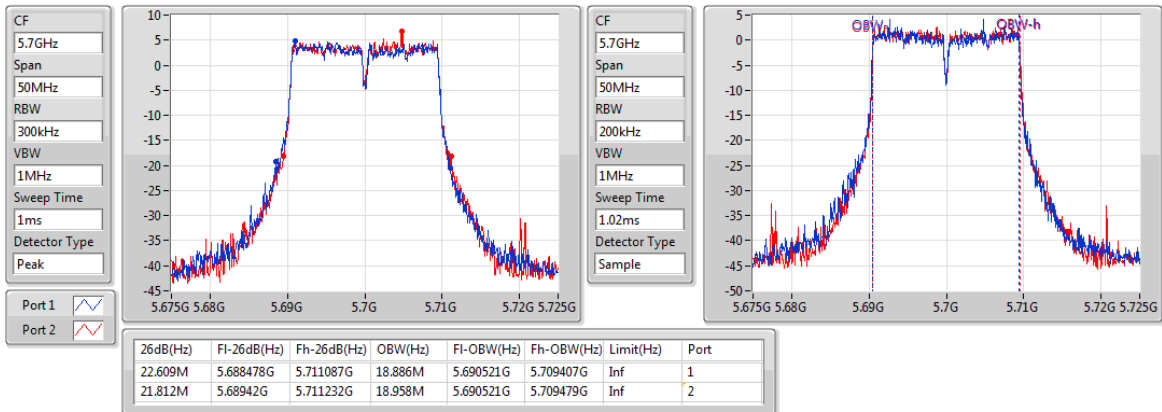 CF
5.7GHz
Span
50MHz
RBW
300kHz
VBW
1MHz
Sweep Time
1ms
Detector Type
Peak
Port 1
Port 2
10
5
0
-5
-10
-15
-20
-25
-30
-35
-40
-45
5.675G 5.68G 5.69G 5.7G 5.71G 5.72G 5.725G
CF
5.7GHz
Span
50MHz
RBW
200kHz
VBW
1MHz
Sweep Time
1.02ms
Detector Type
Sample
OBW OBW-h
5
0
-5
-10
-15
-20
-25
-30
-35
-40
-45
-50
5.675G 5.68G 5.69G 5.7G 5.71G 5.72G 5.725G
26dB(Hz) Fl-26dB(Hz) Fh-26dB(Hz) OBW(Hz) Fl-OBW(Hz) Fh-OBW(Hz) Limit(Hz) Port
22.609M 5.688478G 5.711087G 18.886M 5.690521G 5.709407G Inf 1
21.812M 5.68942G 5.711232G 18.958M 5.690521G 5.709479G Inf 2